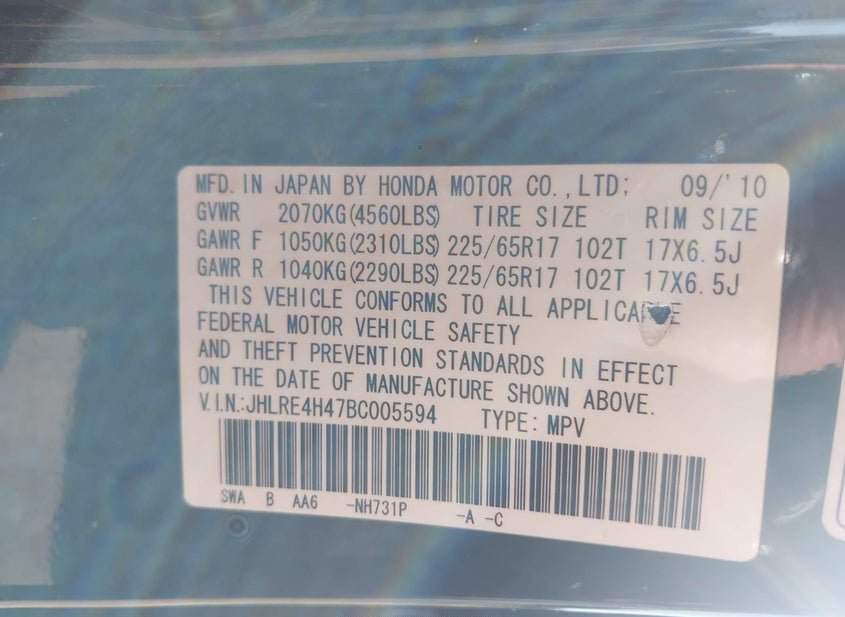 MFD. IN JAPAN BY HONDA MOTOR CO., LTD; 09/'10
GVWR 2070KG(4560LBS) TIRE SIZE RIM SIZE
GAWR F 1050KG(2310LBS) 225/65R17 102T 17X6.5J
GAWR R 1040KG(2290LBS) 225/65R17 102T 17X6.5J
THIS VEHICLE CONFORMS TO ALL
FEDERAL MOTOR VEHICLE SAFETY
AND THEFT PREVENTION STANDARDS IN EFFECT
ON THE DATE OF MANUFACTURE SHOWN ABOVE.
V.I.N.:JHLRE4H47BC005594 TYPE: MPV
SWA B AA6 -NH731P -A -C